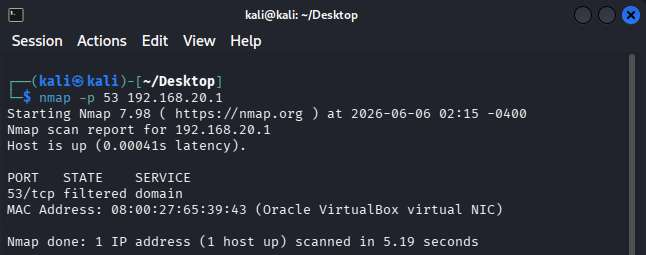 kali@kali: ~/Desktop
Session Actions Edit View Help
┌──(kali㉿kali)-[~/Desktop]
└─$ nmap -p 53 192.168.20.1
Starting Nmap 7.98 ( https://nmap.org ) at 2026-06-06 02:15 -0400
Nmap scan report for 192.168.20.1
Host is up (0.00041s latency).
PORT   STATE    SERVICE
53/tcp filtered domain
MAC Address: 08:00:27:65:39:43 (Oracle VirtualBox virtual NIC)
Nmap done: 1 IP address (1 host up) scanned in 5.19 seconds